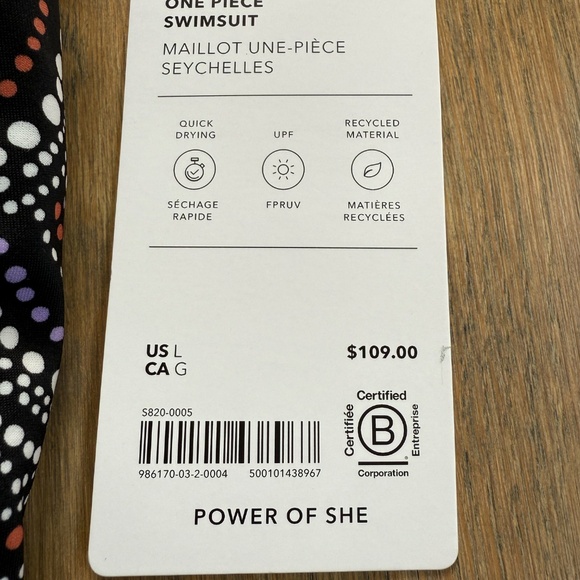 ONE PIECE
SWIMSUIT
MAILLOT UNE-PIÈCE
SEYCHELLES
QUICK
DRYING
UPF
RECYCLED
MATERIAL
SÉCHAGE
RAPIDE
FPRUV
MATIÈRES
RECYCLÉES
US L
CA G
$109.00
S820-0005
986170-03-2-0004 500101438967
Certified
Certifiée
B
Entreprise
Corporation
POWER OF SHE